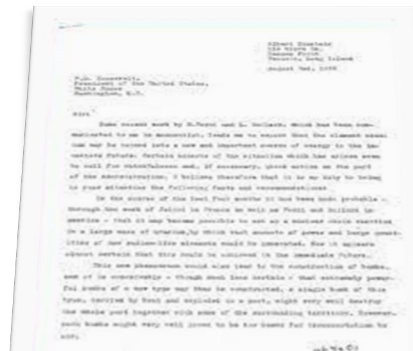 Albert Einstein
Old Grove Rd.
Nassau Point
Peconic, Long Island
August 2nd, 1939
F.D. Roosevelt,
President of the United States,
White House
Washington, D.C.
Sir:
Some recent work by E.Fermi and L. Szilard, which has been com-
municated to me in manuscript, leads me to expect that the element uran-
ium may be turned into a new and important source of energy in the im-
mediate future. Certain aspects of the situation which has arisen seem
to call for watchfulness and, if necessary, quick action on the part
of the Administration. I believe therefore that it is my duty to bring
to your attention the following facts and recommendations:
In the course of the last four months it has been made probable -
through the work of Joliot in France as well as Fermi and Szilard in
America - that it may become possible to set up a nuclear chain reaction
in a large mass of uranium,by which vast amounts of power and large quant-
ities of new radium-like elements would be generated. Now it appears
almost certain that this could be achieved in the immediate future.
This new phenomenon would also lead to the construction of bombs,
and it is conceivable - though much less certain - that extremely power-
ful bombs of a new type may thus be constructed. A single bomb of this
type, carried by boat and exploded in a port, might very well destroy
the whole port together with some of the surrounding territory. However,
such bombs might very well prove to be too heavy for transportation by
air.